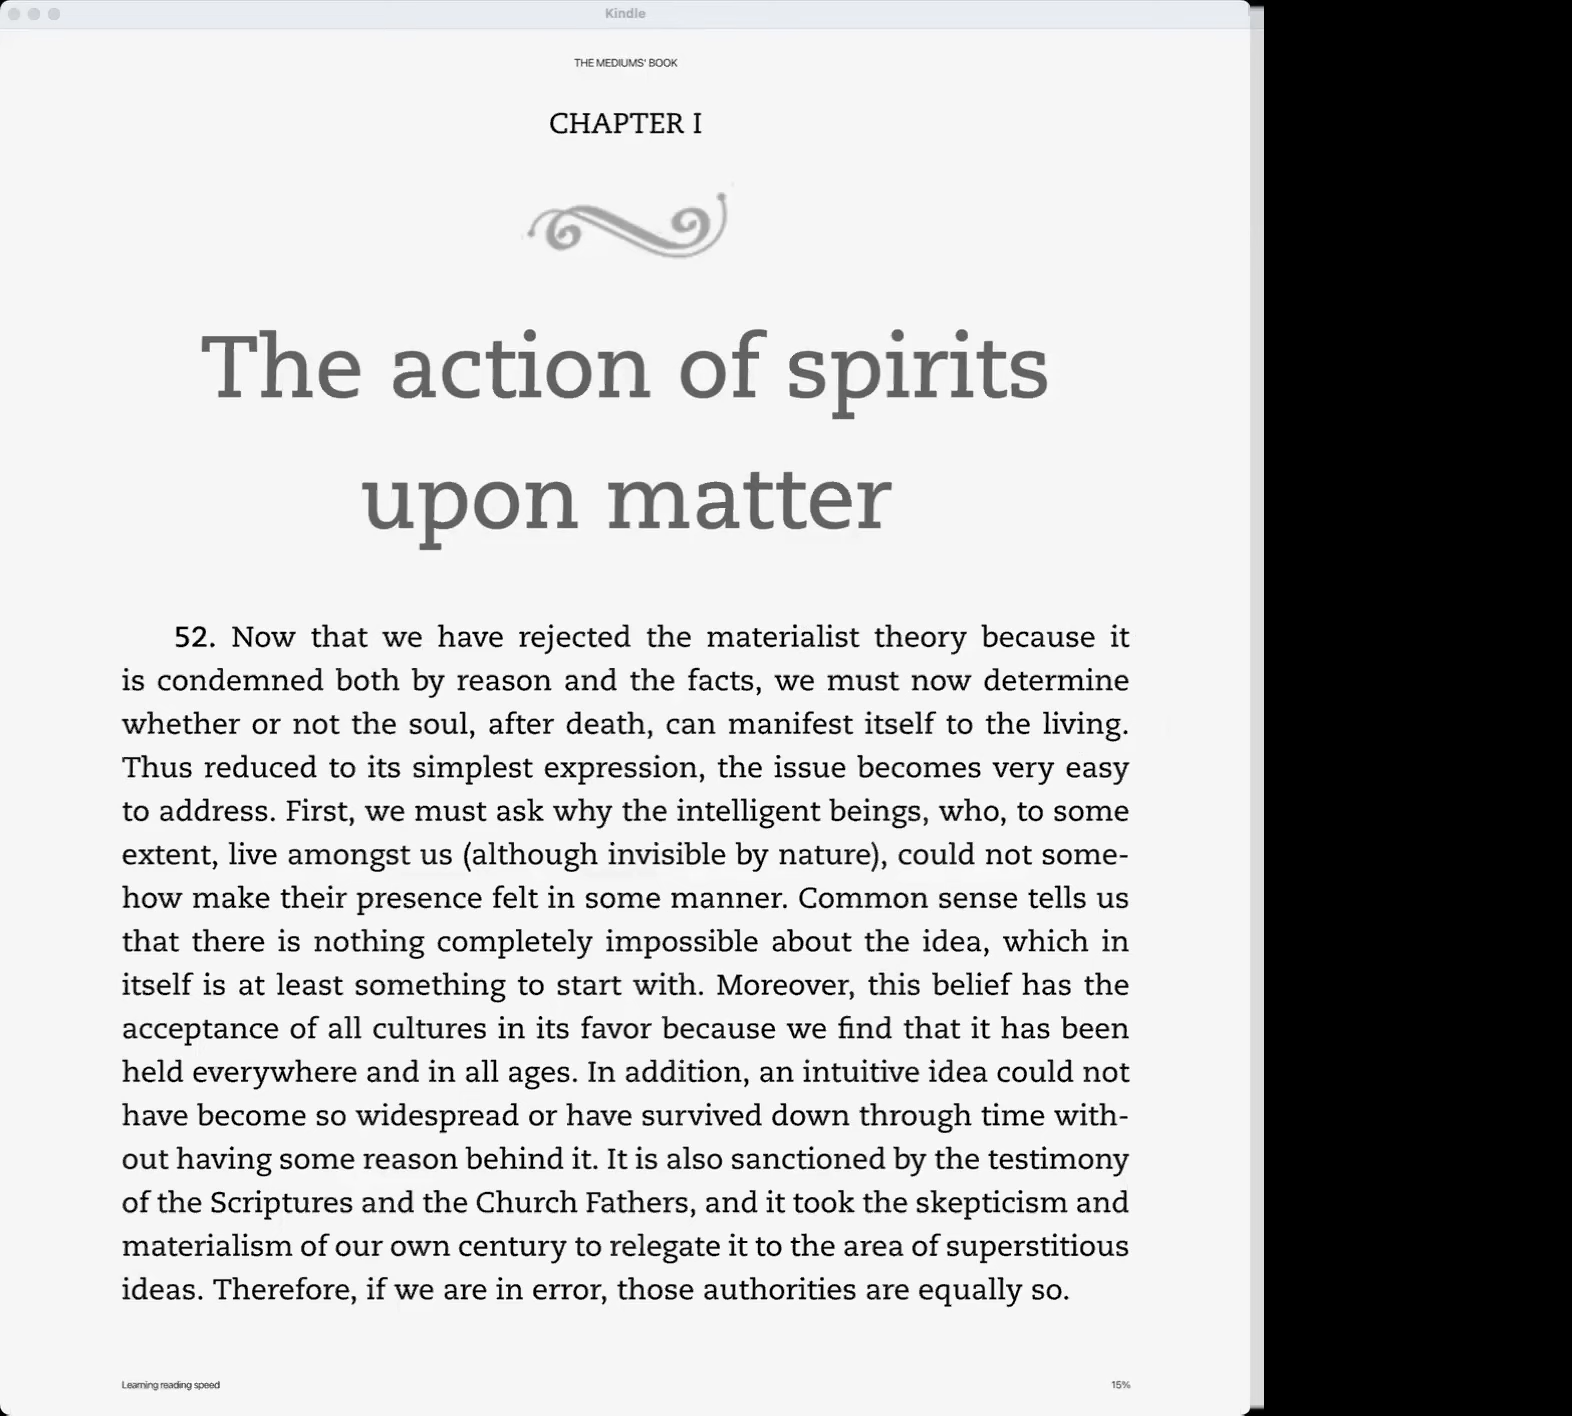 Kindle
THE MEDIUMS' BOOK
CHAPTER I
The action of spirits
upon matter
52. Now that we have rejected the materialist theory because it
is condemned both by reason and the facts, we must now determine
whether or not the soul, after death, can manifest itself to the living.
Thus reduced to its simplest expression, the issue becomes very easy
to address. First, we must ask why the intelligent beings, who, to some
extent, live amongst us (although invisible by nature), could not some-
how make their presence felt in some manner. Common sense tells us
that there is nothing completely impossible about the idea, which in
itself is at least something to start with. Moreover, this belief has the
acceptance of all cultures in its favor because we find that it has been
held everywhere and in all ages. In addition, an intuitive idea could not
have become so widespread or have survived down through time with-
out having some reason behind it. It is also sanctioned by the testimony
of the Scriptures and the Church Fathers, and it took the skepticism and
materialism of our own century to relegate it to the area of superstitious
ideas. Therefore, if we are in error, those authorities are equally so.
Learning reading speed
15%